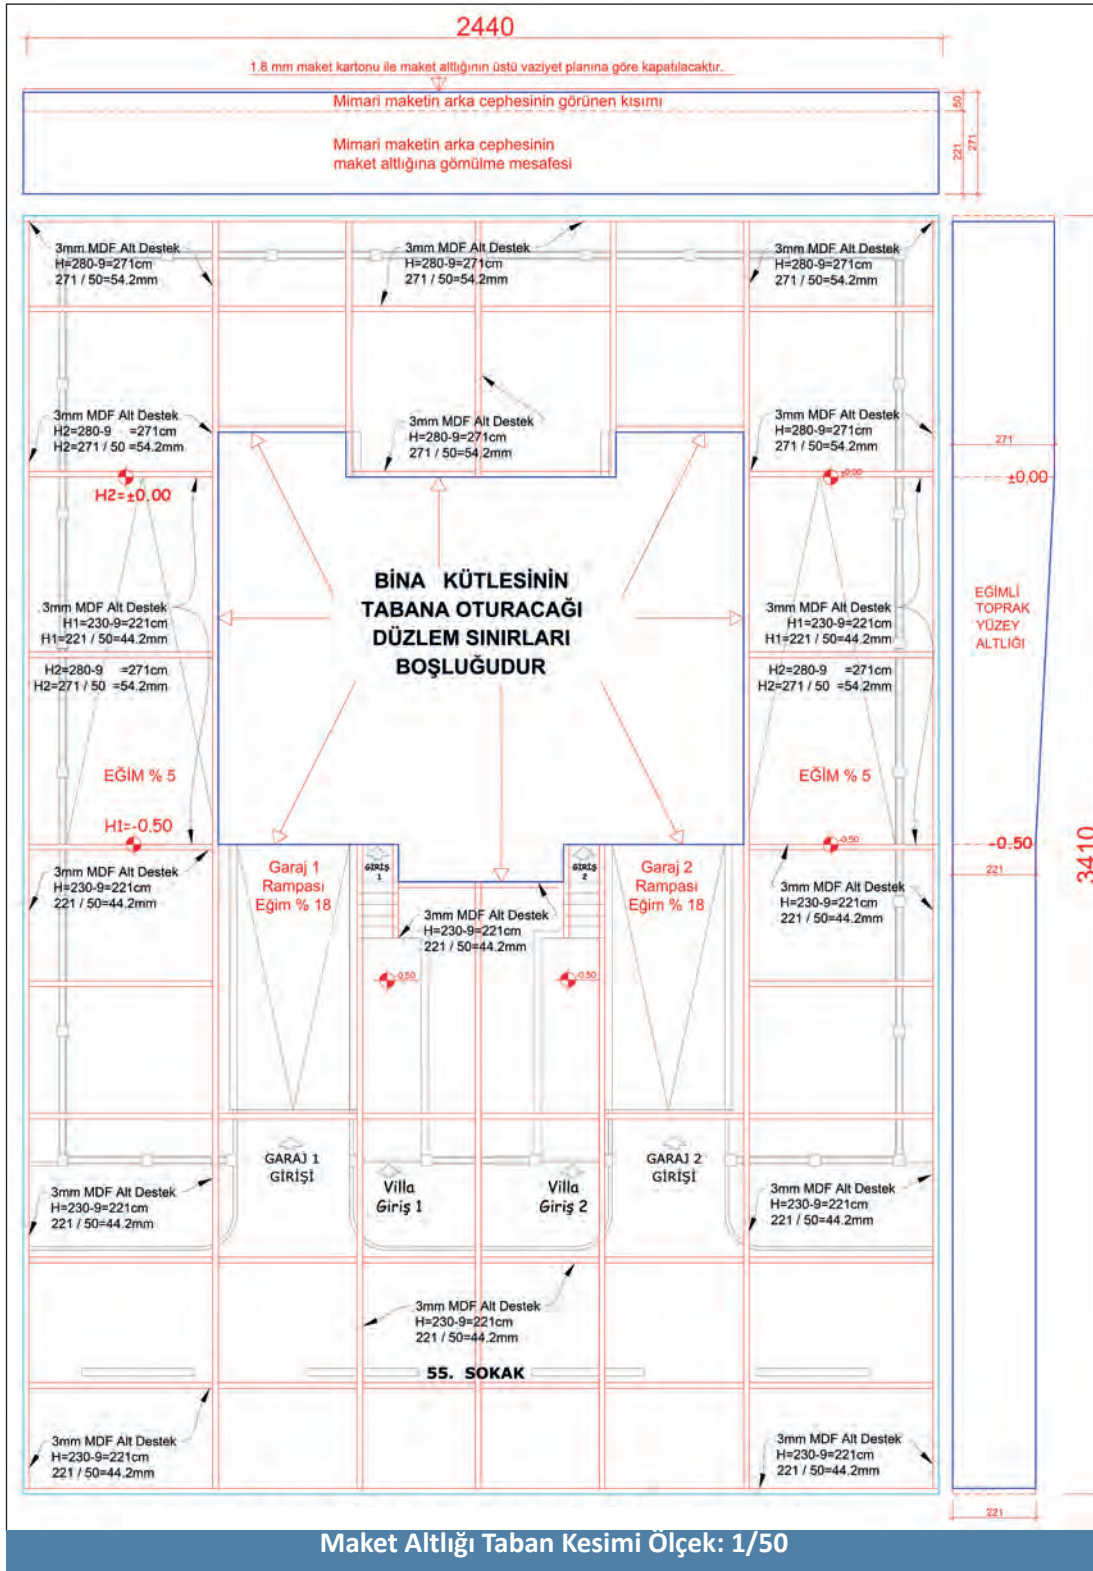 2440
1.8 mm maket kartonu ile maket altlığının üstü vaziyet planına göre kapatılacaktır.
Mimari maketin arka cephesinin görünen kısımı
50
Mimari maketin arka cephesinin
maket altlığına gömülme mesafesi
221
271
3mm MDF Alt Destek
H=280-9=271cm
271 / 50=54.2mm
3mm MDF Alt Destek
H=280-9=271cm
271 / 50=54.2mm
3mm MDF Alt Destek
H=280-9=271cm
271 / 50=54.2mm
3mm MDF Alt Destek
H2=280-9 =271cm
H2=271 / 50 =54.2mm
3mm MDF Alt Destek
H=280-9=271cm
271 / 50=54.2mm
3mm MDF Alt Destek
H=280-9=271cm
271 / 50=54.2mm
271
H2=±0.00
±0.00
±0.00
BİNA KÜTLESİNİN
TABANA OTURACAĞI
DÜZLEM SINIRLARI
BOŞLUĞUDUR
3mm MDF Alt Destek
H1=230-9=221cm
H1=221 / 50=44.2mm
H2=280-9 =271cm
H2=271 / 50 =54.2mm
3mm MDF Alt Destek
H1=230-9=221cm
H1=221 / 50=44.2mm
H2=280-9 =271cm
H2=271 / 50 =54.2mm
EĞİMLİ
TOPRAK
YÜZEY
ALTLIĞI
EĞİM % 5
EĞİM % 5
H1=-0.50
-0.50
-0.50
3410
221
Garaj 1
Rampası
Eğim % 18
GİRİŞ
1
GİRİŞ
2
Garaj 2
Rampası
Eğim % 18
3mm MDF Alt Destek
H=230-9=221cm
221 / 50=44.2mm
3mm MDF Alt Destek
H=230-9=221cm
221 / 50=44.2mm
3mm MDF Alt Destek
H=230-9=221cm
221 / 50=44.2mm
-0.50
-0.50
GARAJ 1
GİRİŞİ
Villa
Giriş 1
Villa
Giriş 2
GARAJ 2
GİRİŞİ
3mm MDF Alt Destek
H=230-9=221cm
221 / 50=44.2mm
3mm MDF Alt Destek
H=230-9=221cm
221 / 50=44.2mm
3mm MDF Alt Destek
H=230-9=221cm
221 / 50=44.2mm
55. SOKAK
3mm MDF Alt Destek
H=230-9=221cm
221 / 50=44.2mm
3mm MDF Alt Destek
H=230-9=221cm
221 / 50=44.2mm
221
Maket Altlığı Taban Kesimi Ölçek: 1/50